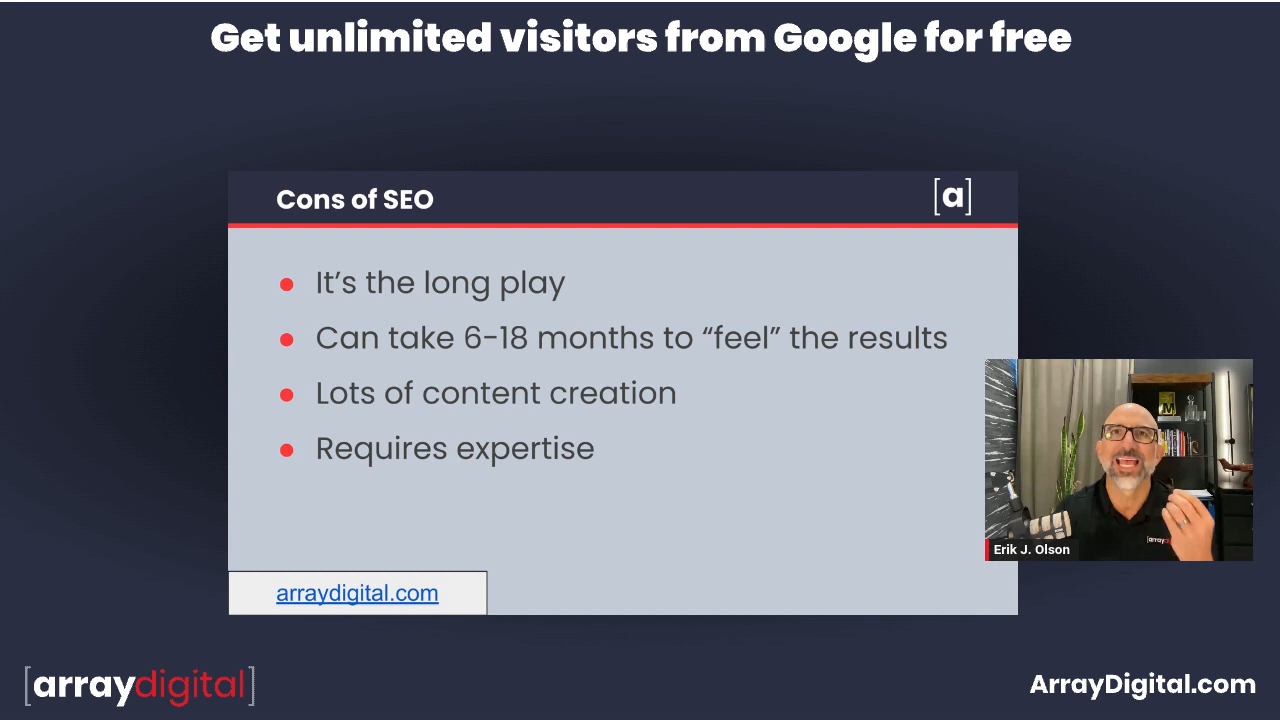 Get unlimited visitors from Google for free
Cons of SEO
[a]
It's the long play
Can take 6-18 months to “feel” the results
Lots of content creation
Requires expertise
Erik J. Olson
arraydigital.com
[arraydigital]
ArrayDigital.com